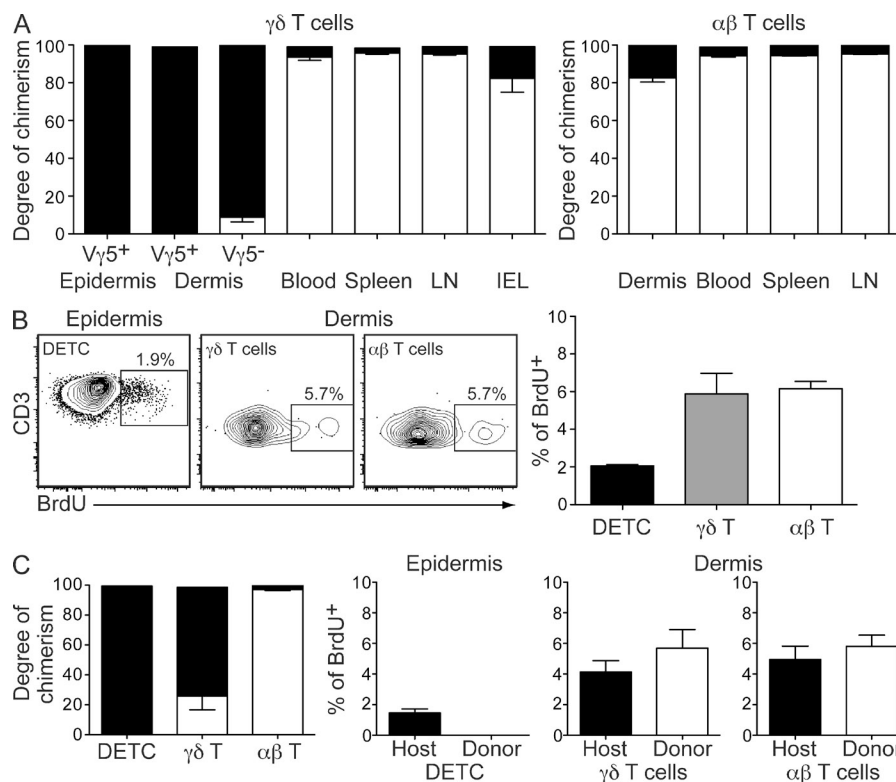 A
γδ T cells
αβ T cells
Degree of chimerism
100
80
60
40
20
0
Vγ5+ Vγ5+ Vγ5-
Epidermis Dermis Blood Spleen LN IEL
Degree of chimerism
100
80
60
40
20
0
Dermis Blood Spleen LN
B
Epidermis
Dermis
DETC
1.9%
γδ T cells
5.7%
αβ T cells
5.7%
CD3
BrdU
% of BrdU+
10
8
6
4
2
0
DETC γδ T αβ T
C
Degree of
chimerism
100
80
60
40
20
0
DETC γδ T αβ T
Epidermis
% of BrdU+
10
8
6
4
2
0
Host Donor
DETC
Dermis
10
8
6
4
2
0
Host Donor
γδ T cells
10
8
6
4
2
0
Host Donor
αβ T cells